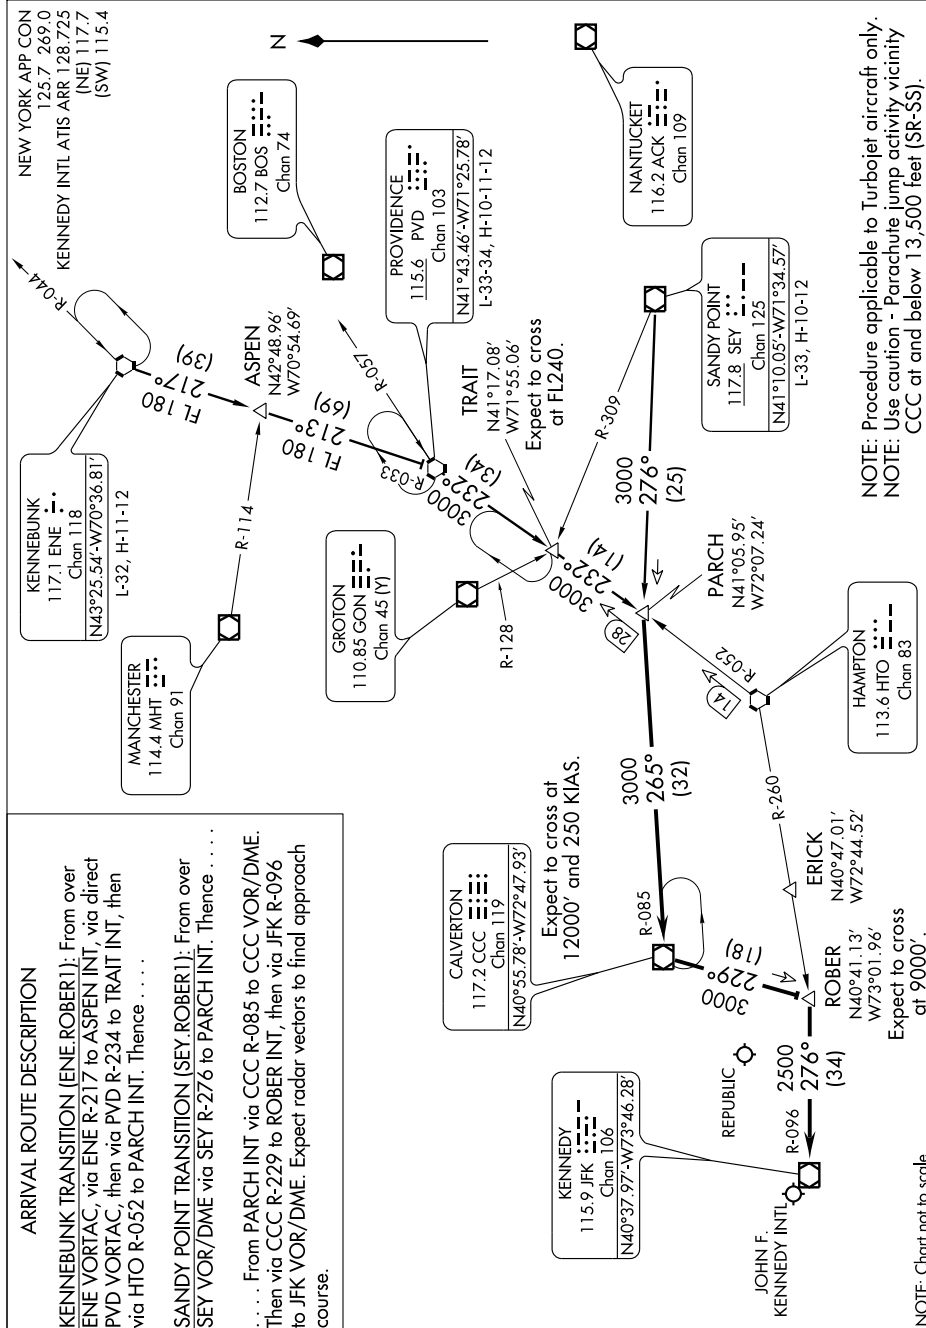 NEW YORK APP CON
125.7 269.0
KENNEDY INTL ATIS ARR 128.725
(NE) 117.7
(SW) 115.4
ARRIVAL ROUTE DESCRIPTION
KENNEBUNK TRANSITION (ENE.ROBER1): From over
ENE VORTAC, via ENE R-217 to ASPEN INT, via direct
PVD VORTAC, then via PVD R-234 to TRAIT INT, then
via HTO R-052 to PARCH INT. Thence . . . .
SANDY POINT TRANSITION (SEY.ROBER1): From over
SEY VOR/DME via SEY R-276 to PARCH INT. Thence . . . .
. . . . From PARCH INT via CCC R-085 to CCC VOR/DME.
Then via CCC R-229 to ROBER INT, then via JFK R-096
to JFK VOR/DME. Expect radar vectors to final approach
course.
N
KENNEBUNK
117.1 ENE
Chan 118
N43°25.54'-W70°36.81'
L-32, H-11-12
R-044
FL 180
217°
(39)
MANCHESTER
114.4 MHT
Chan 91
R-114
ASPEN
N42°48.96'
W70°54.69'
BOSTON
112.7 BOS
Chan 74
FL 180
213°
(69)
R-057
R-033
PROVIDENCE
115.6 PVD
Chan 103
N41°43.46'-W71°25.78'
L-33-34, H-10-11-12
3000
232°
(34)
GROTON
110.85 GON
Chan 45 (Y)
R-128
TRAIT
N41°17.08'
W71°55.06'
Expect to cross
at FL240.
NANTUCKET
116.2 ACK
Chan 109
3000
232°
(14)
28
R-309
SANDY POINT
117.8 SEY
Chan 125
N41°10.05'-W71°34.57'
L-33, H-10-12
3000
276°
(25)
PARCH
N41°05.95'
W72°07.24'
R-052
14
HAMPTON
113.6 HTO
Chan 83
R-260
3000
265°
(32)
Expect to cross at
12000' and 250 KIAS.
CALVERTON
117.2 CCC
Chan 119
N40°55.78'-W72°47.93'
R-085
3000
229°
(18)
ERICK
N40°47.01'
W72°44.52'
ROBER
N40°41.13'
W73°01.96'
Expect to cross
at 9000'.
REPUBLIC
R-096
2500
276°
(34)
KENNEDY
115.9 JFK
Chan 106
N40°37.97'-W73°46.28'
JOHN F.
KENNEDY INTL
NOTE: Procedure applicable to Turbojet aircraft only.
NOTE: Use caution - Parachute jump activity vicinity
CCC at and below 13,500 feet (SR-SS).
NOTE: Chart not to scale